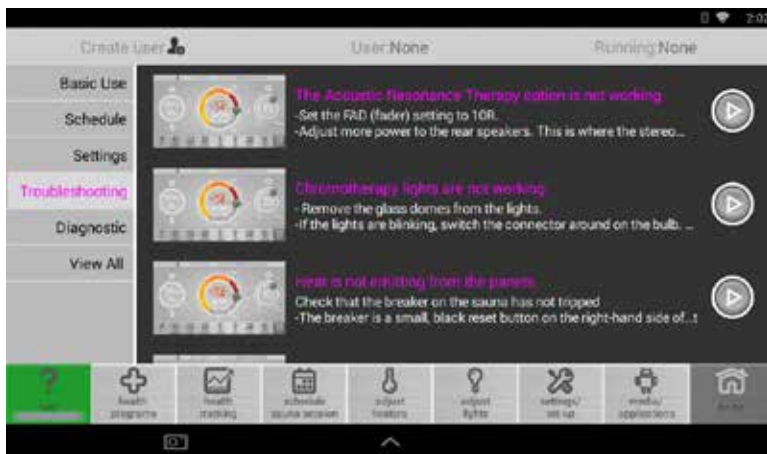 2:02
Create user
User:None
Running:None
Basic Use
Schedule
Settings
Troubleshooting
Diagnostic
View All
The Acoustic Resonance Therapy option is not working
-Set the FAD (fader) setting to 10R.
-Adjust more power to the rear speakers. This is where the stereo...
Chromotherapy lights are not working.
- Remove the glass domes from the lights.
-If the lights are blinking, switch the connector around on the bulb. ...
Heat is not emitting from the panels.
Check that the breaker on the sauna has not tripped
-The breaker is a small, black reset button on the right-hand side of...t
health
programs
health
tracking
schedule
sauna session
adjust
heaters
adjust
lights
settings/
set-up
media/
applications